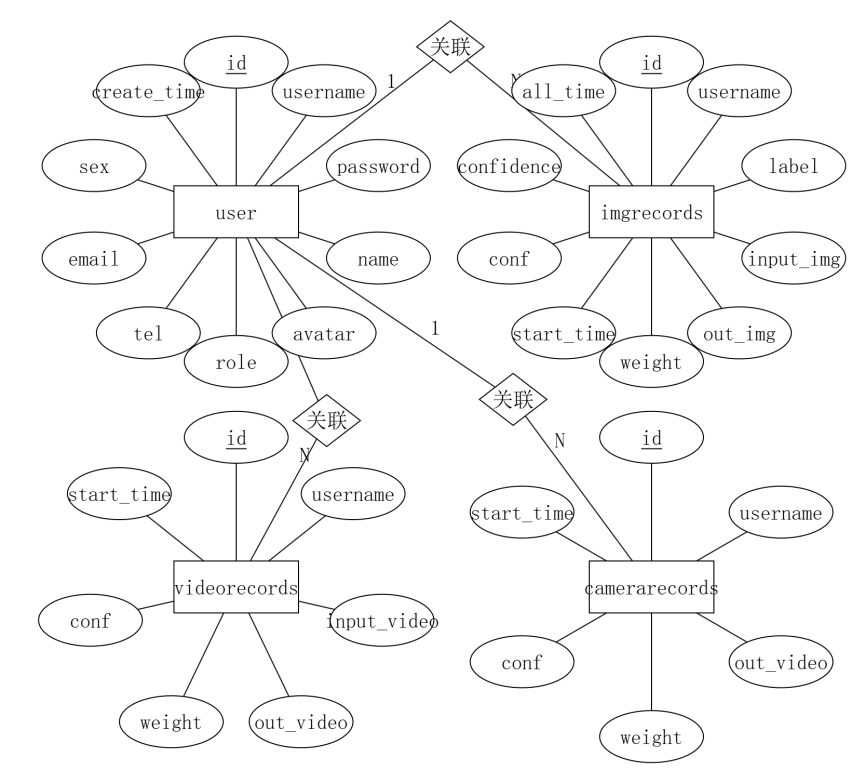 关联
id
id
1
N
create_time
username
all_time
username
sex
password
confidence
label
user
imgrecords
email
name
conf
input_img
tel
avatar
start_time
out_img
role
weight
1
关联
关联
id
N
id
N
start_time
username
start_time
username
videorecords
camerarecords
conf
input_video
conf
out_video
weight
out_video
weight